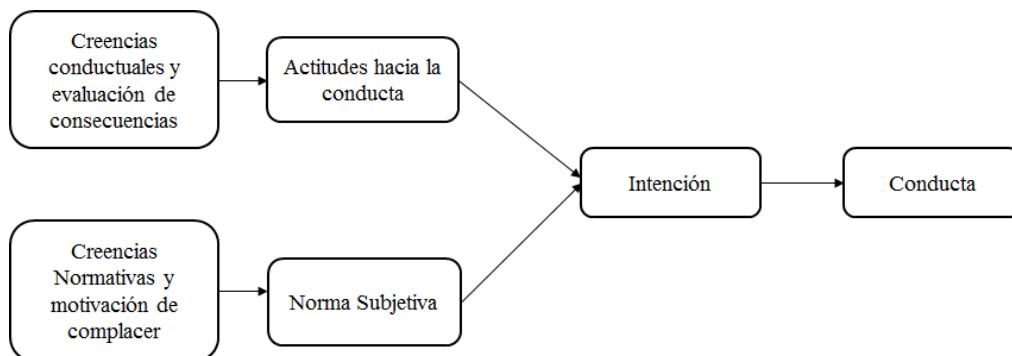 Creencias
conductuales y
evaluación de
consecuencias
Actitudes hacia la
conducta
Intención
Conducta
Creencias
Normativas y
motivación de
complacer
Norma Subjetiva